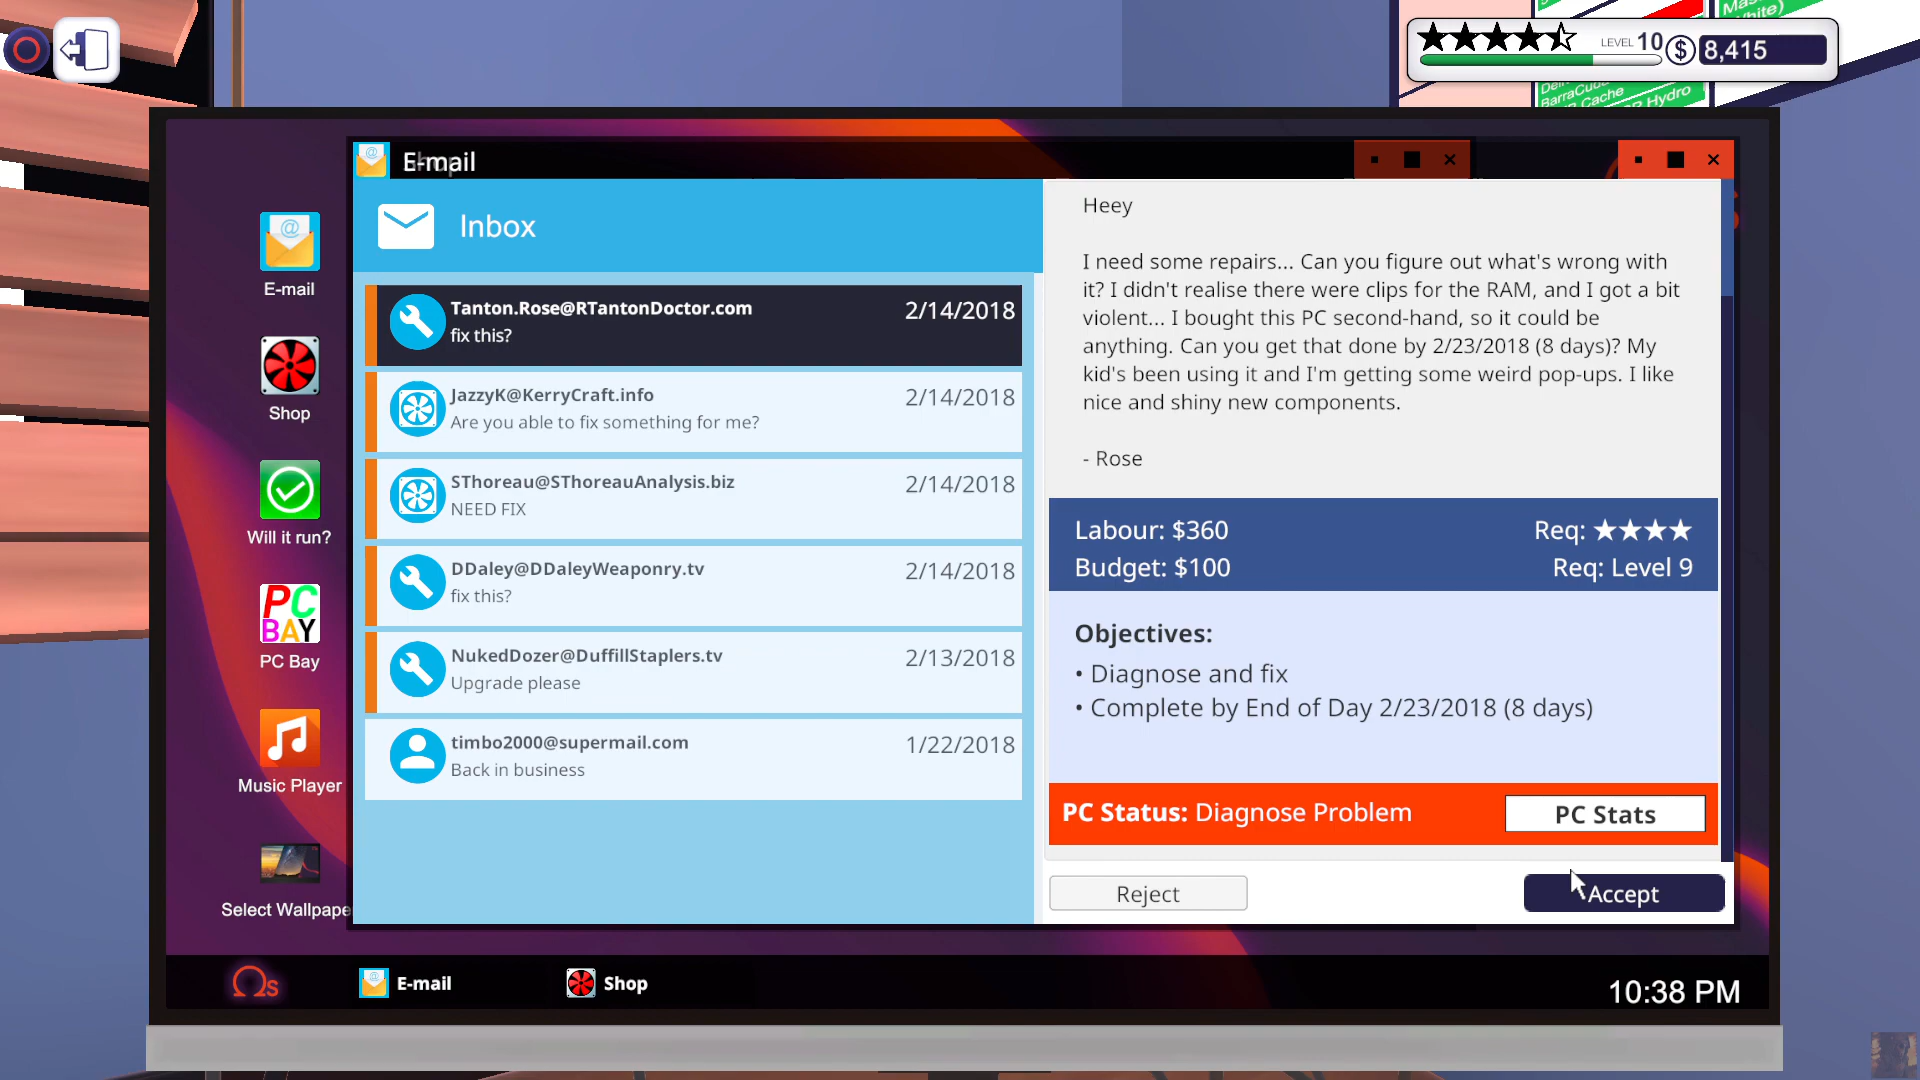 LEVEL 10
$ 8,415
E-mail
Inbox
Tanton.Rose@RTantonDoctor.com
2/14/2018
fix this?
JazzyK@KerryCraft.info
2/14/2018
Are you able to fix something for me?
SThoreau@SThoreauAnalysis.biz
2/14/2018
NEED FIX
DDaley@DDaleyWeaponry.tv
2/14/2018
fix this?
NukedDozer@DuffillStaplers.tv
2/13/2018
Upgrade please
timbo2000@supermail.com
1/22/2018
Back in business
Heey
I need some repairs... Can you figure out what's wrong with
it? I didn't realise there were clips for the RAM, and I got a bit
violent... I bought this PC second-hand, so it could be
anything. Can you get that done by 2/23/2018 (8 days)? My
kid's been using it and I'm getting some weird pop-ups. I like
nice and shiny new components.
- Rose
Labour: $360
Req: ★★★★
Budget: $100
Req: Level 9
Objectives:
• Diagnose and fix
• Complete by End of Day 2/23/2018 (8 days)
PC Status: Diagnose Problem
PC Stats
Reject
Accept
E-mail
Shop
Will it run?
PC
BAY
PC Bay
Music Player
Select Wallpape
Ωs
E-mail
Shop
10:38 PM
Cache
Hydro